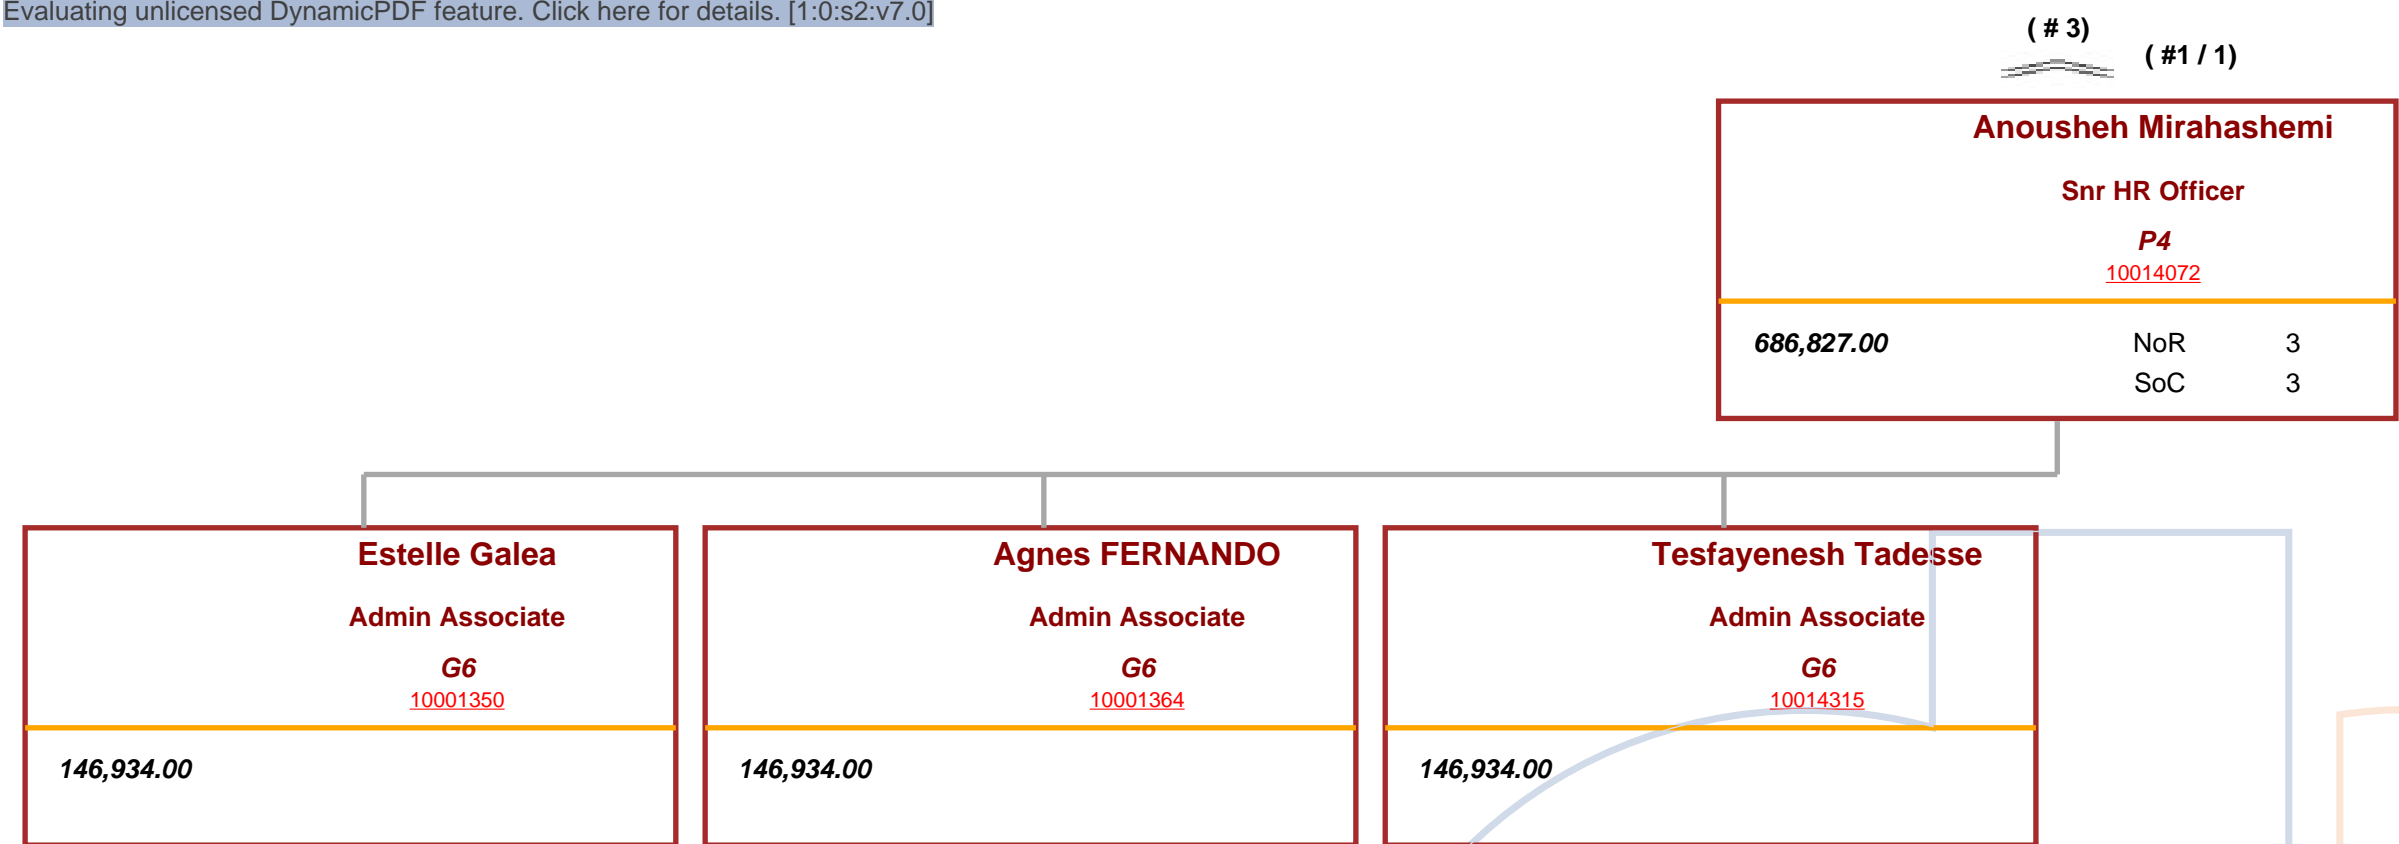 Evaluating unlicensed DynamicPDF feature. Click here for details. [1:0:s2:v7.0]
( # 3)
( #1 / 1)
Anousheh Mirahashemi
Snr HR Officer
P4
10014072
686,827.00 NoR 3
SoC 3
Estelle Galea
Admin Associate
G6
10001350
146,934.00
Agnes FERNANDO
Admin Associate
G6
10001364
146,934.00
Tesfayenesh Tadesse
Admin Associate
G6
10014315
146,934.00